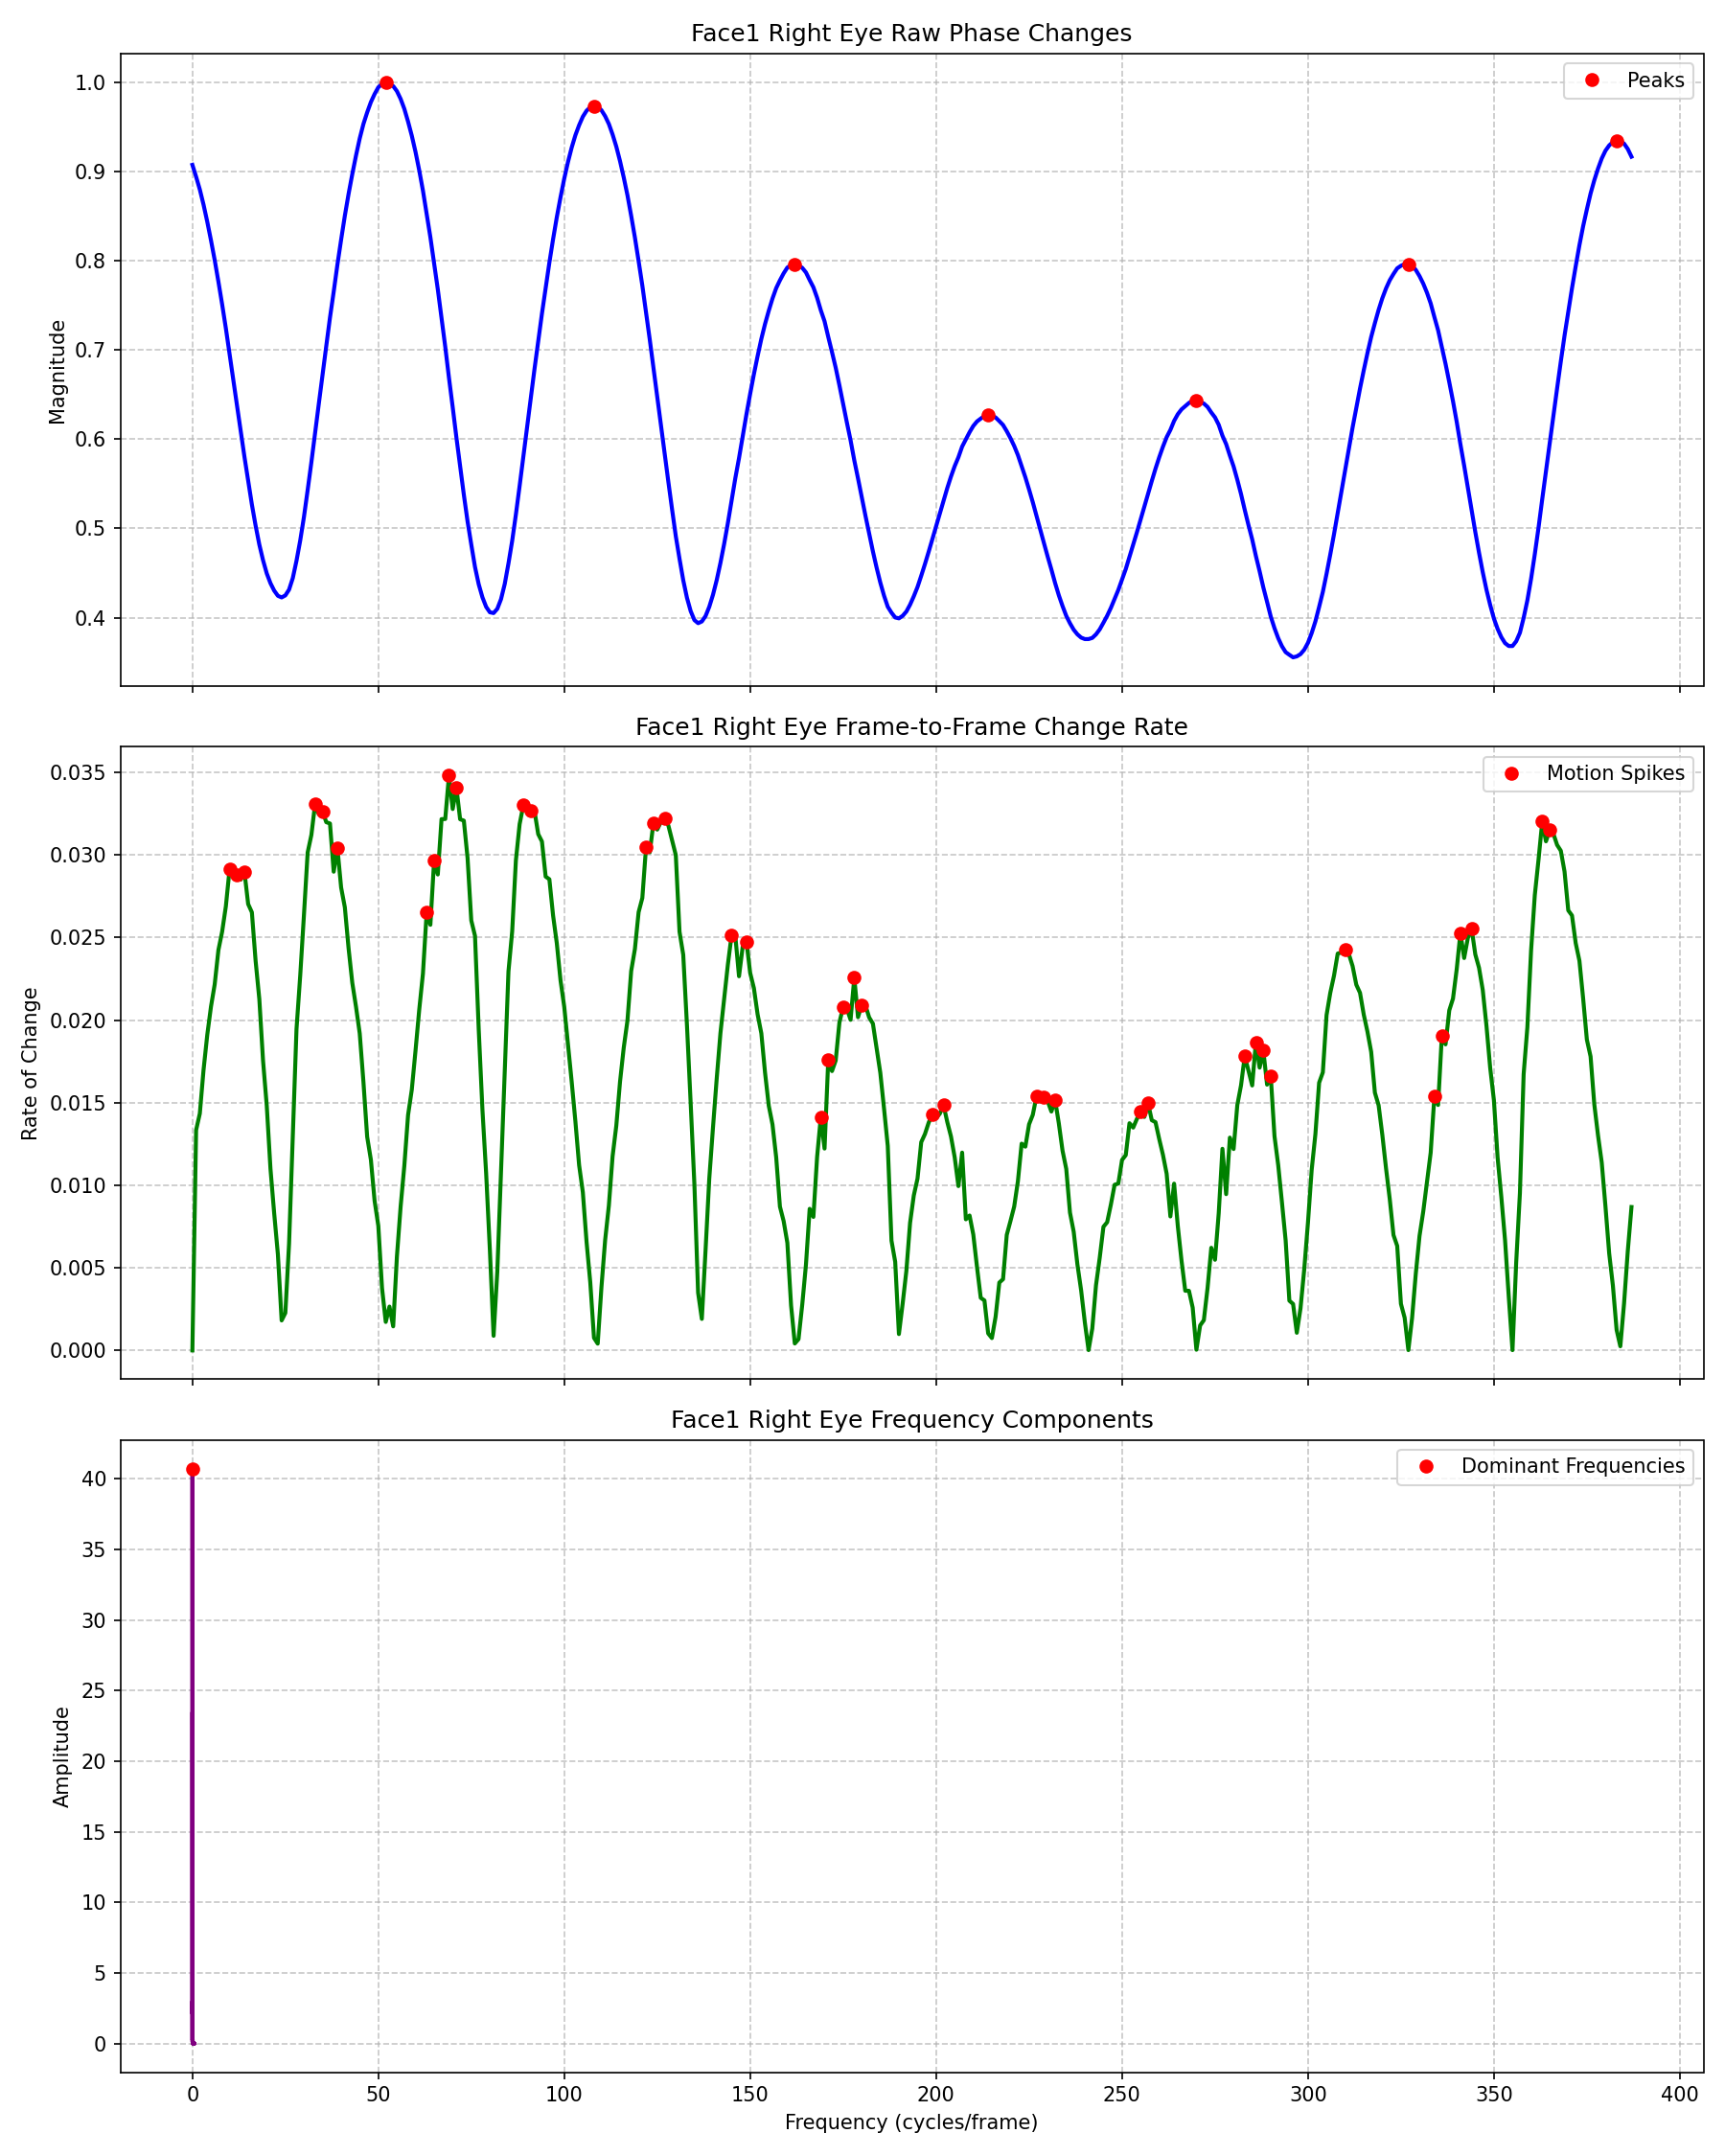 Face1 Right Eye Raw Phase Changes
Peaks
1.0
0.9
0.8
0.7
0.6
0.5
0.4
Magnitude
Face1 Right Eye Frame-to-Frame Change Rate
Motion Spikes
0.035
0.030
0.025
0.020
0.015
0.010
0.005
0.000
Rate of Change
Face1 Right Eye Frequency Components
Dominant Frequencies
40
35
30
25
20
15
10
5
0
Amplitude
0 50 100 150 200 250 300 350 400
Frequency (cycles/frame)